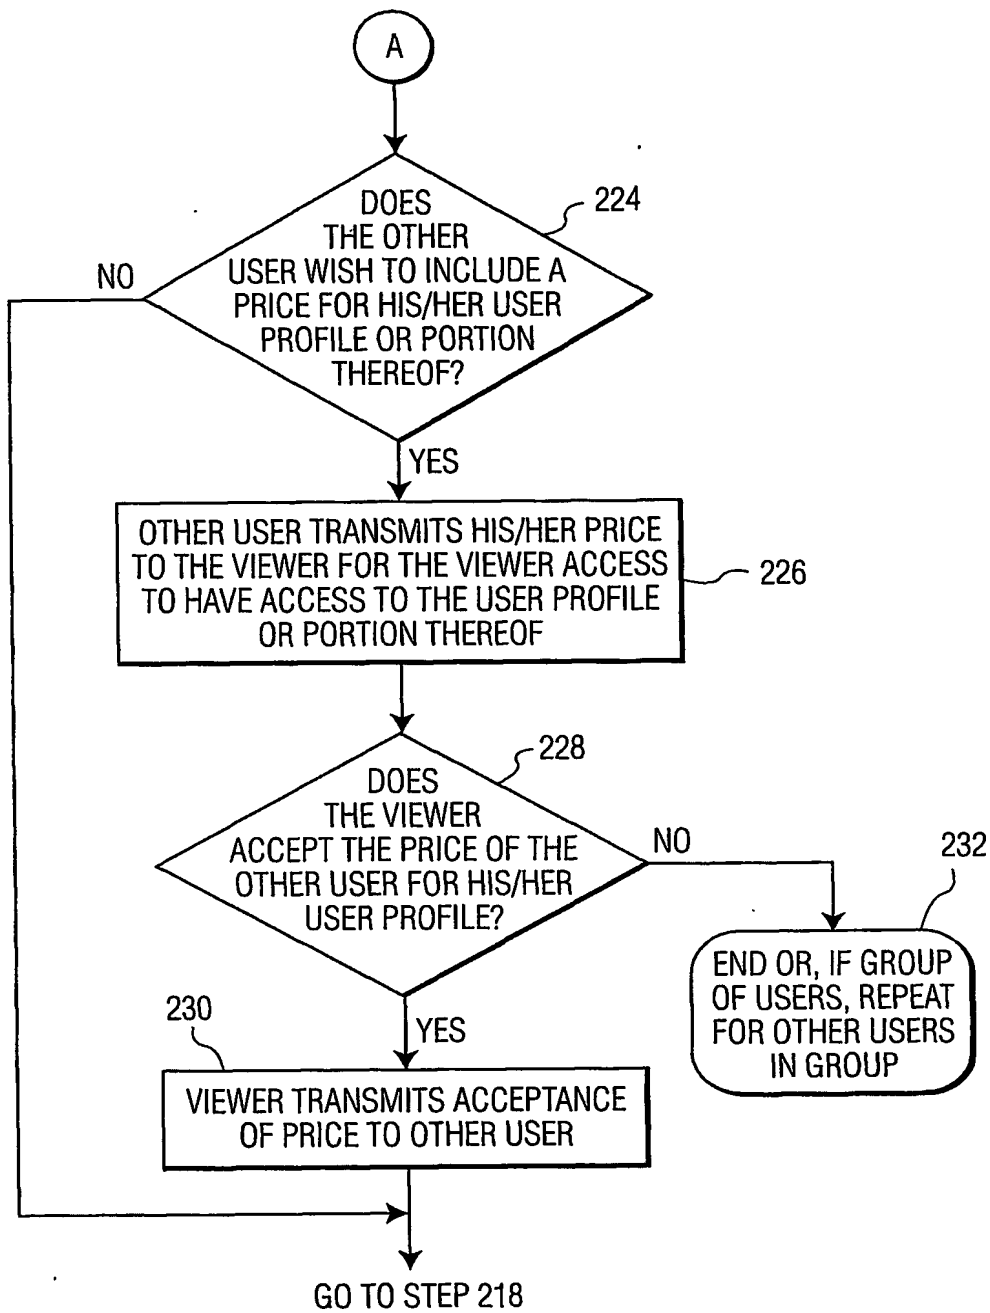 A
DOES
THE OTHER
USER WISH TO INCLUDE A
PRICE FOR HIS/HER USER
PROFILE OR PORTION
THEREOF?
224
NO
YES
OTHER USER TRANSMITS HIS/HER PRICE
TO THE VIEWER FOR THE VIEWER ACCESS
TO HAVE ACCESS TO THE USER PROFILE
OR PORTION THEREOF
226
DOES
THE VIEWER
ACCEPT THE PRICE OF THE
OTHER USER FOR HIS/HER
USER PROFILE?
228
NO
232
END OR, IF GROUP
OF USERS, REPEAT
FOR OTHER USERS
IN GROUP
YES
230
VIEWER TRANSMITS ACCEPTANCE
OF PRICE TO OTHER USER
GO TO STEP 218